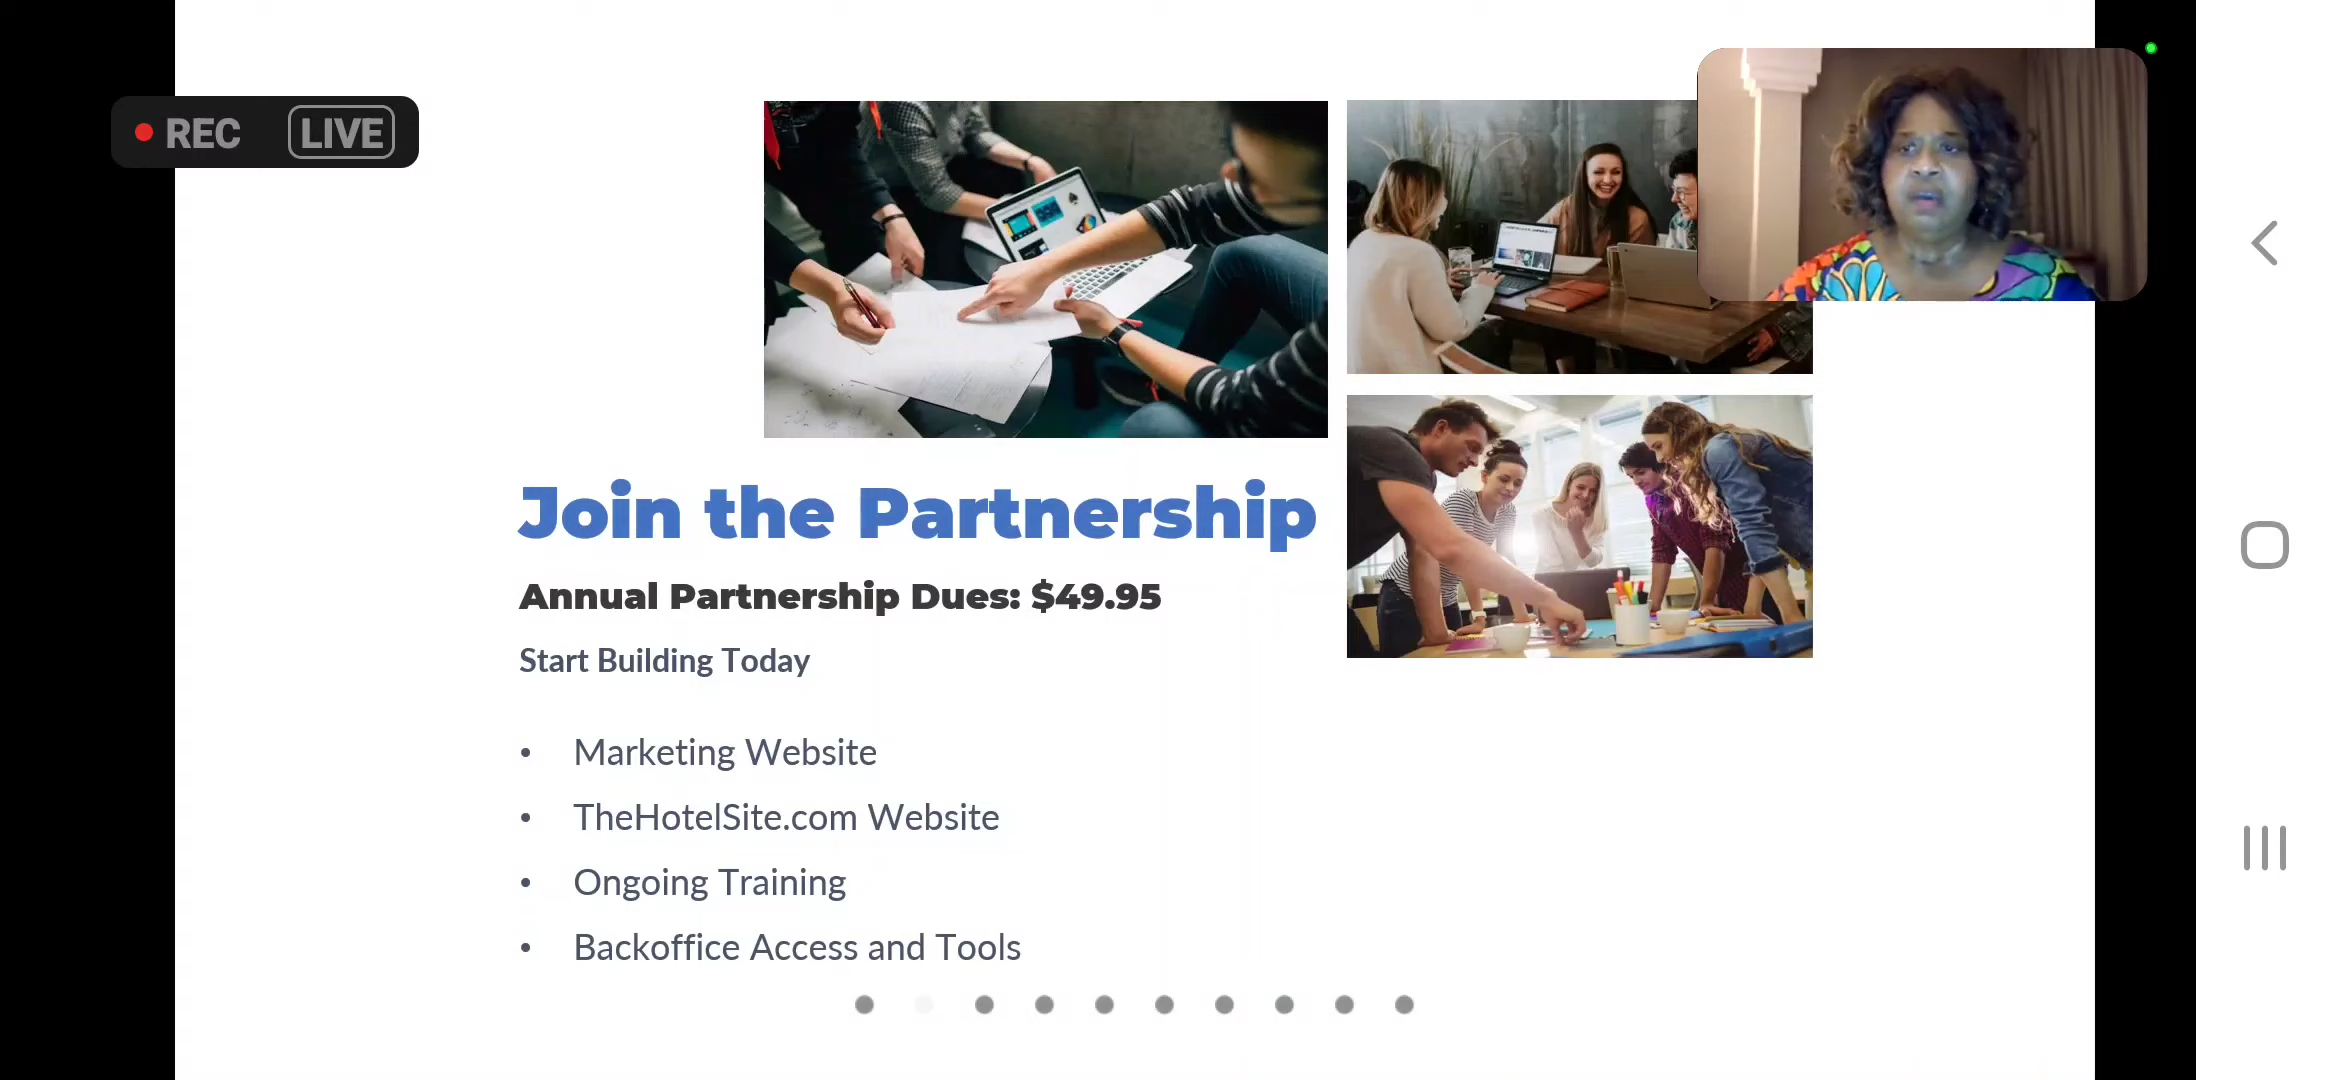 REC LIVE
Join the Partnership
Annual Partnership Dues: $49.95
Start Building Today
• Marketing Website
• TheHotelSite.com Website
• Ongoing Training
• Backoffice Access and Tools